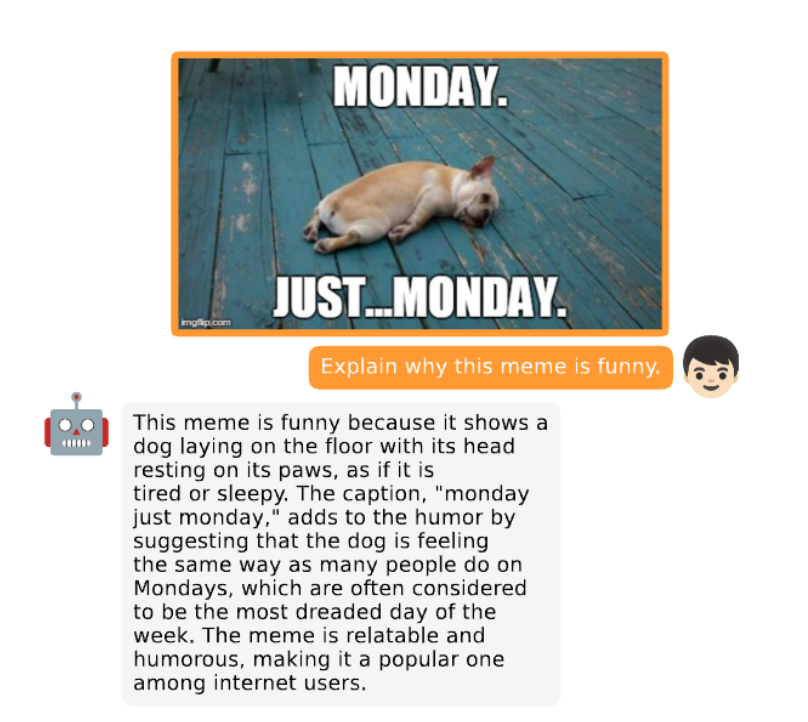 MONDAY.
JUST...MONDAY.
imgflip.com
Explain why this meme is funny.
This meme is funny because it shows a
dog laying on the floor with its head
resting on its paws, as if it is
tired or sleepy. The caption, "monday
just monday," adds to the humor by
suggesting that the dog is feeling
the same way as many people do on
Mondays, which are often considered
to be the most dreaded day of the
week. The meme is relatable and
humorous, making it a popular one
among internet users.